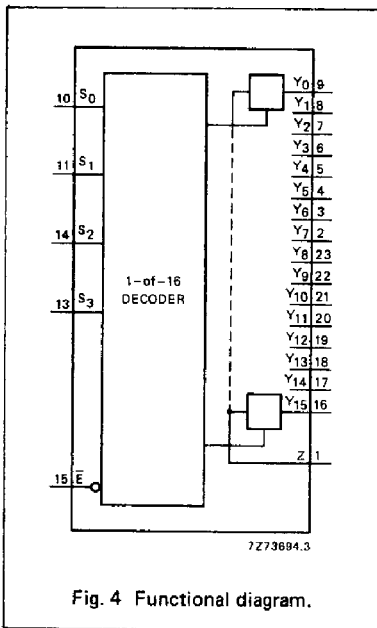 Y0 9
10 S0
Y1 8
Y2 7
Y3 6
11 S1
Y4 5
Y5 4
Y6 3
14 S2
Y7 2
Y8 23
1-of-16
DECODER
Y9 22
Y10 21
13 S3
Y11 20
Y12 19
Y13 18
Y14 17
Y15 16
Z 1
15 E̅
7Z73694.3
Fig. 4 Functional diagram.